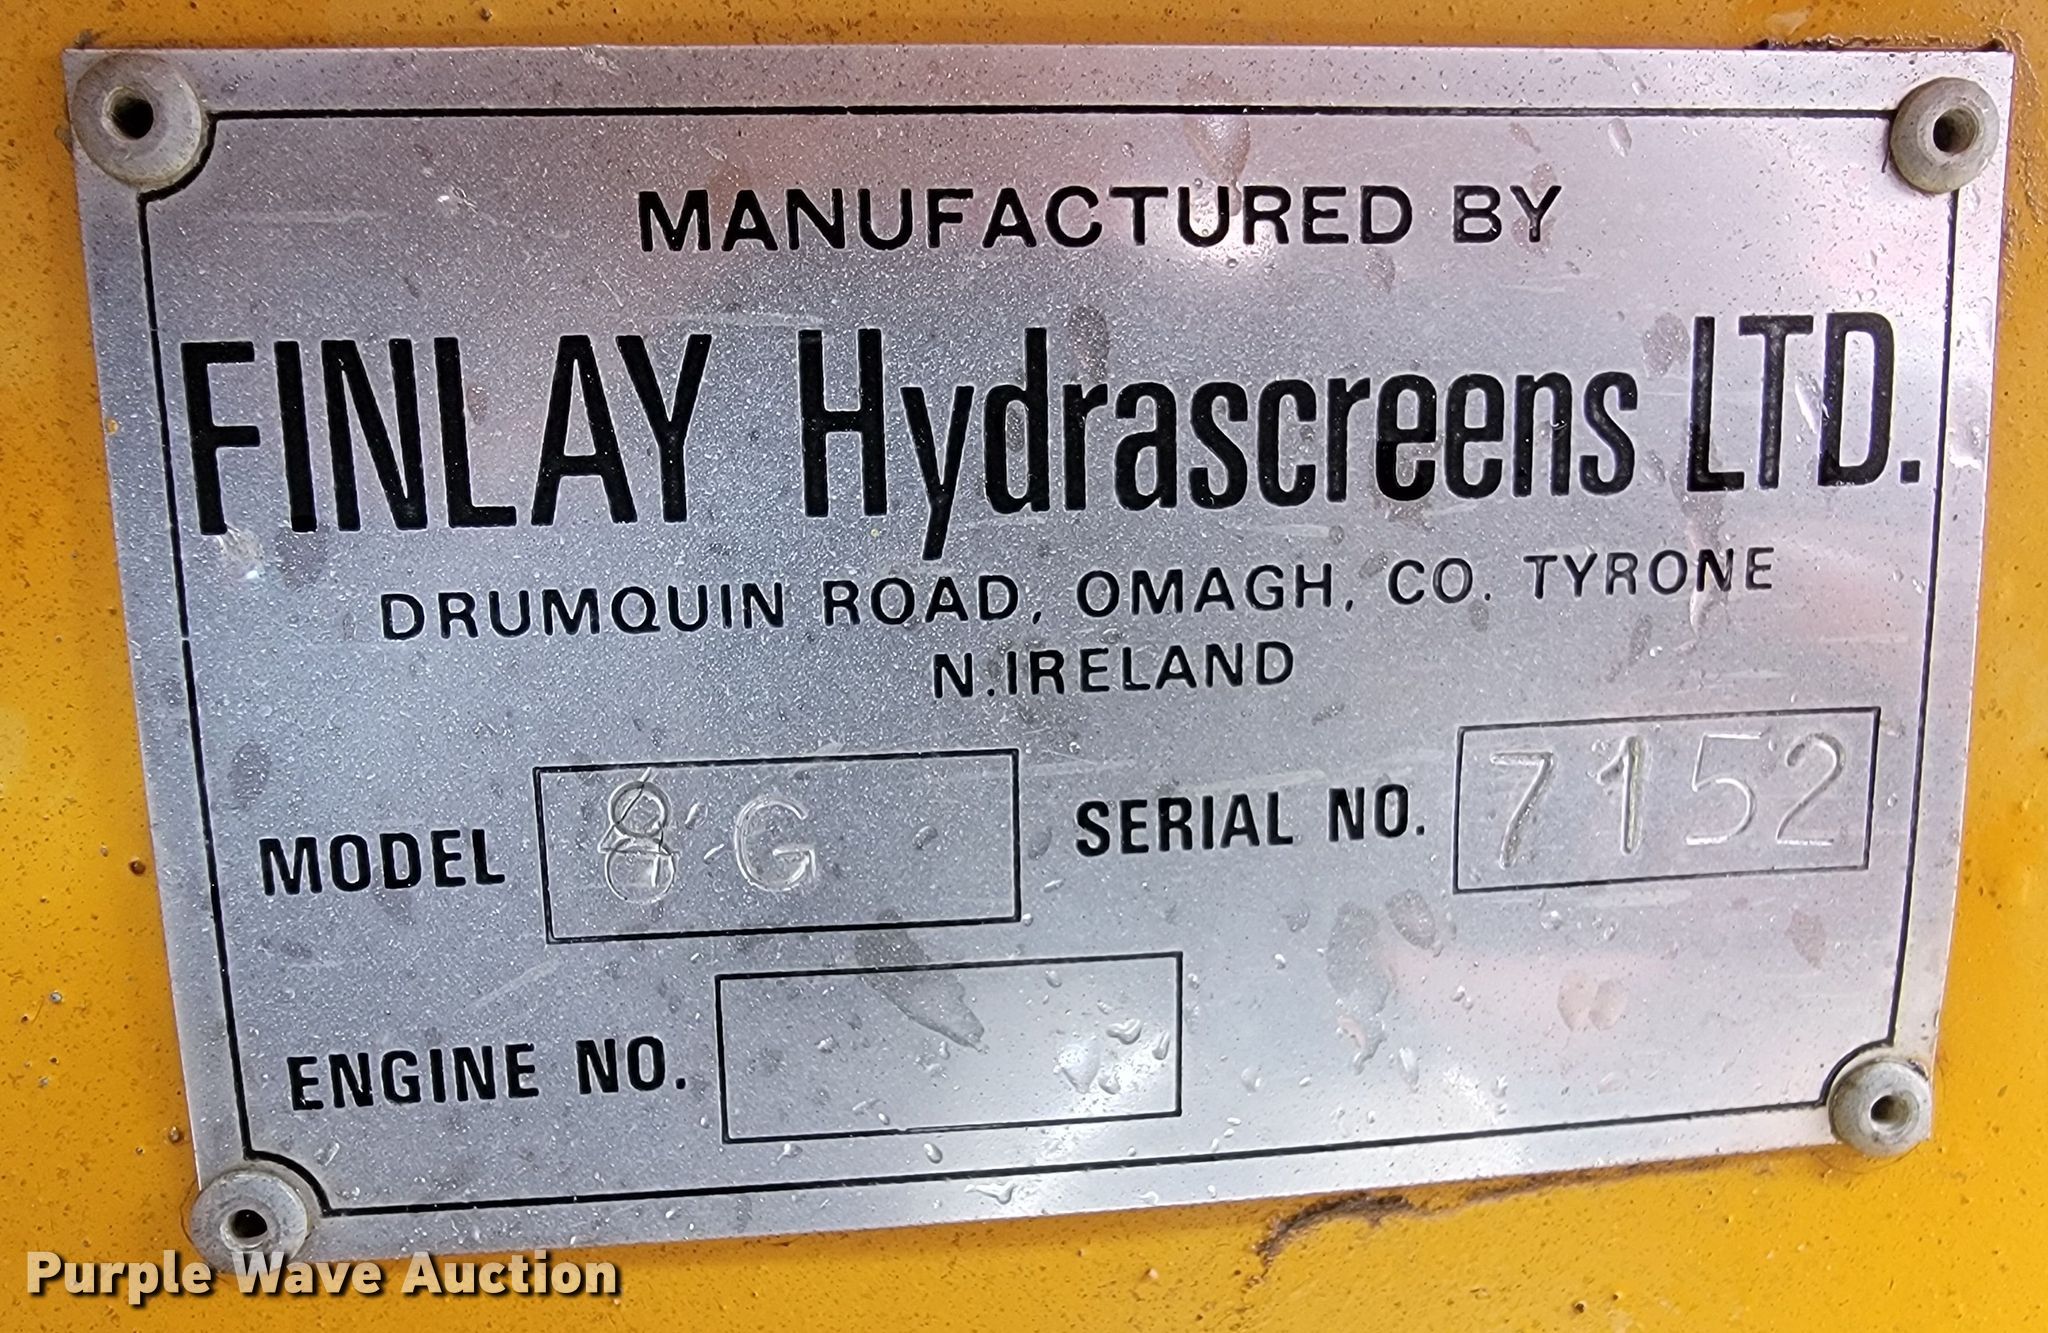 MANUFACTURED BY
FINLAY Hydrascreens LTD.
DRUMQUIN ROAD, OMAGH, CO. TYRONE
N.IRELAND
MODEL G SERIAL NO. 7152
ENGINE NO.
Purple Wave Auction